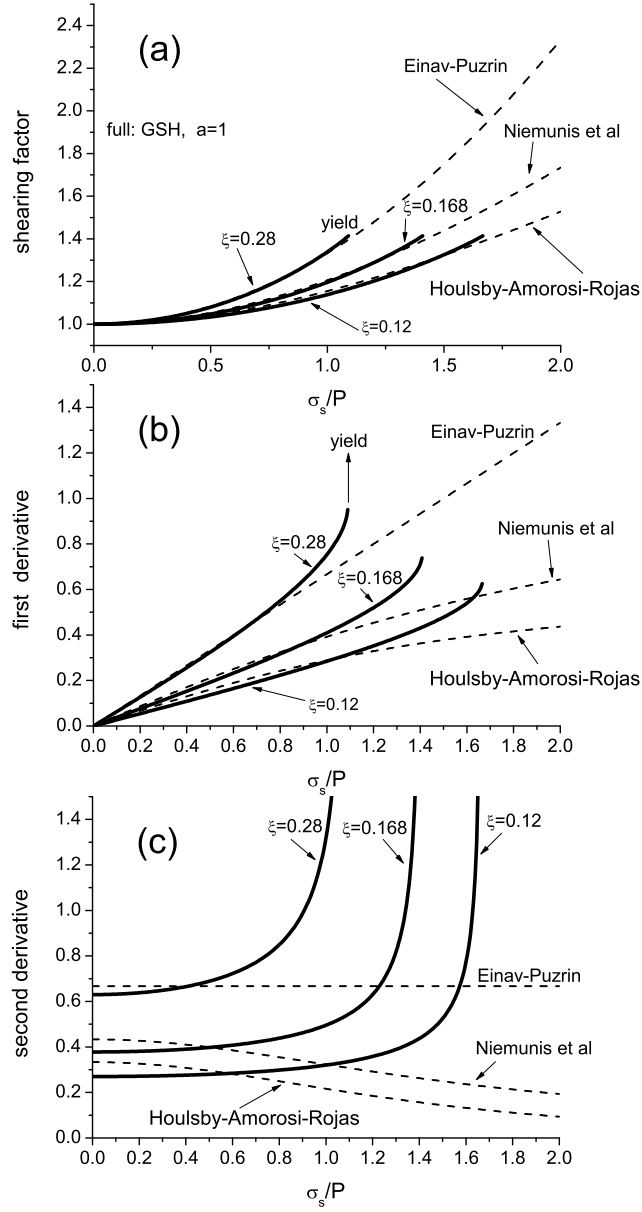 (a)
full: GSH, a=1
shearing factor
2.4
2.2
2.0
1.8
1.6
1.4
1.2
1.0
Einav-Puzrin
Niemunis et al
ξ=0.168
yield
ξ=0.28
Houlsby-Amorosi-Rojas
ξ=0.12
0.0 0.5 1.0 1.5 2.0
σs/P
(b)
first derivative
1.4
1.2
1.0
0.8
0.6
0.4
0.2
0.0
Einav-Puzrin
yield
Niemunis et al
ξ=0.28
ξ=0.168
Houlsby-Amorosi-Rojas
ξ=0.12
0.0 0.2 0.4 0.6 0.8 1.0 1.2 1.4 1.6 1.8 2.0
σs/P
(c)
second derivative
1.4
1.2
1.0
0.8
0.6
0.4
0.2
0.0
ξ=0.28
ξ=0.168
ξ=0.12
Einav-Puzrin
Niemunis et al
Houlsby-Amorosi-Rojas
0.0 0.2 0.4 0.6 0.8 1.0 1.2 1.4 1.6 1.8 2.0
σs/P